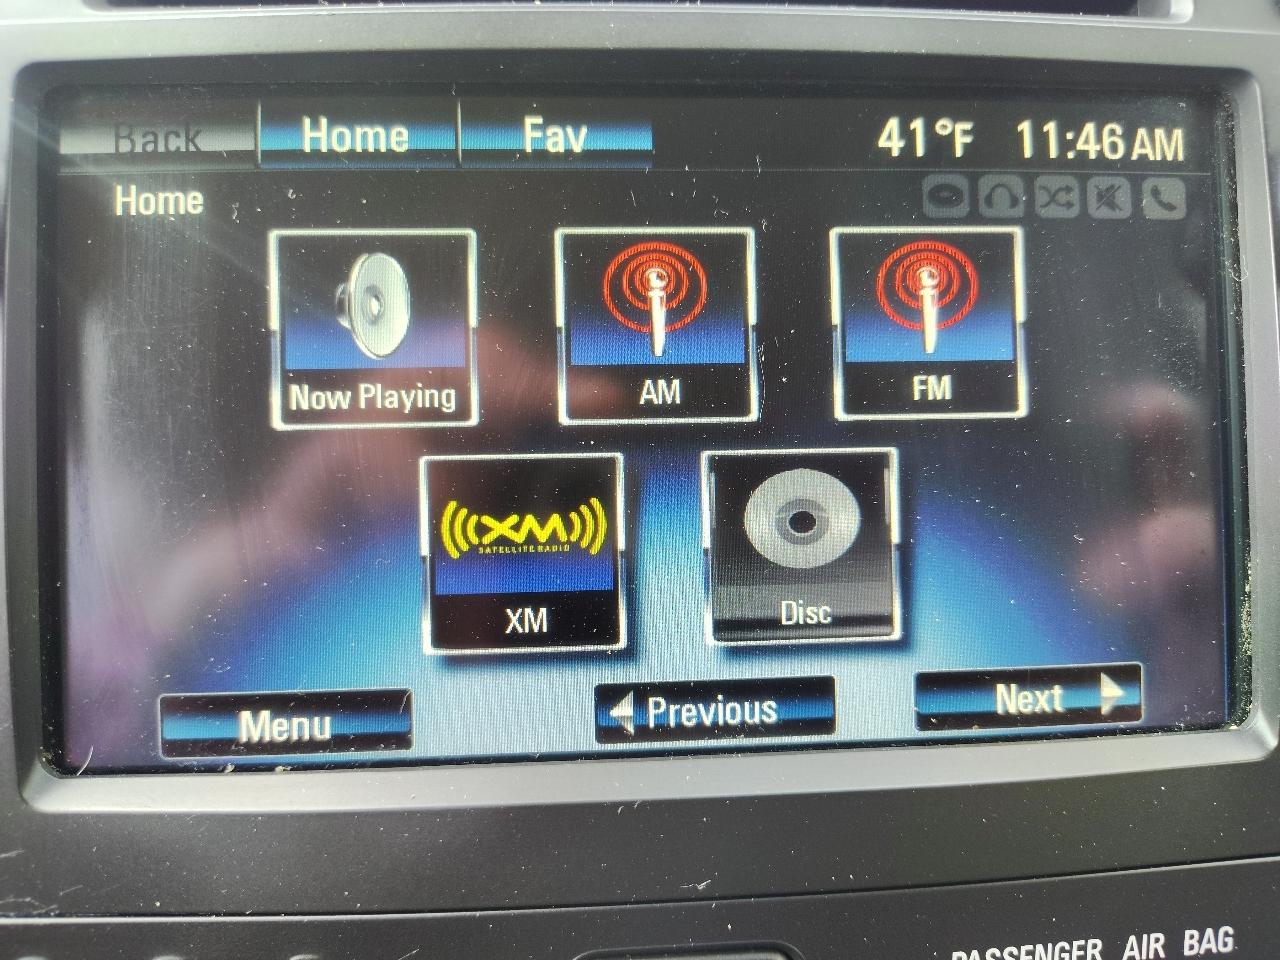 Back Home Fav 41°F 11:46 AM
Home
Now Playing AM FM
XM
SATELLITE RADIO
XM Disc
Menu Previous Next
PASSENGER AIR BAG